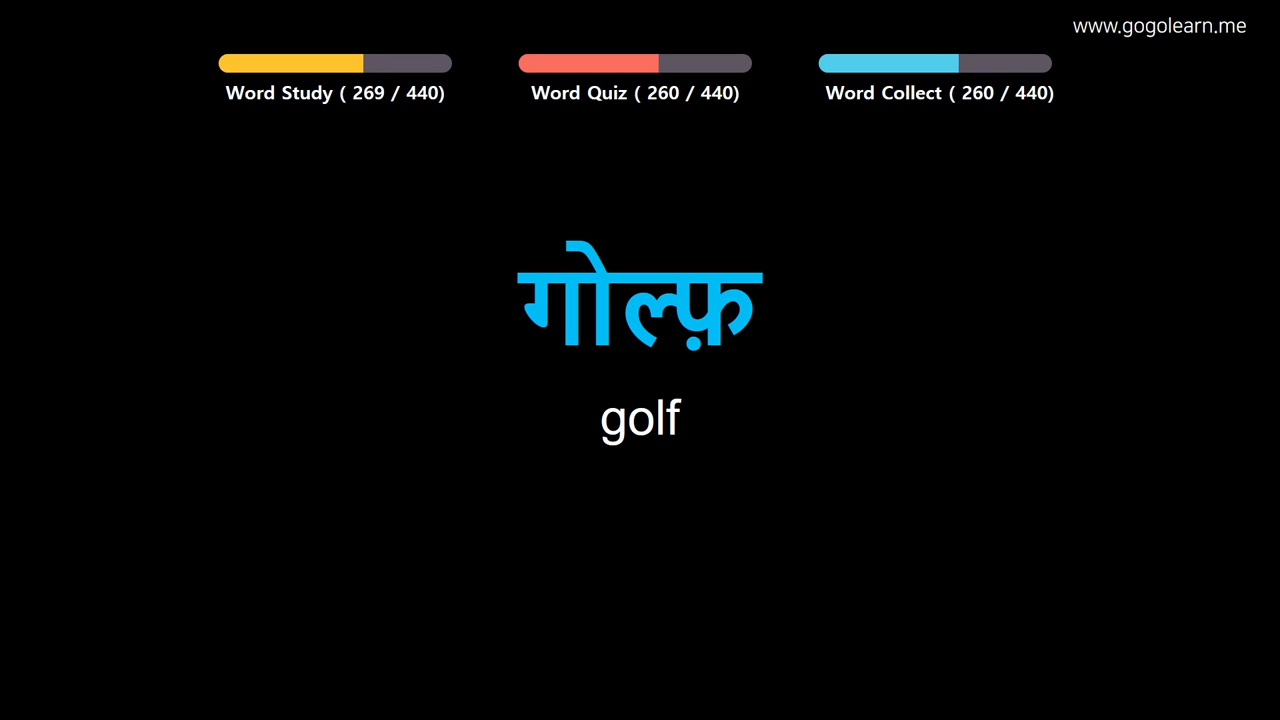 www.gogolearn.me
Word Study ( 269 / 440)
Word Quiz ( 260 / 440)
Word Collect ( 260 / 440)
गोल्फ़
golf